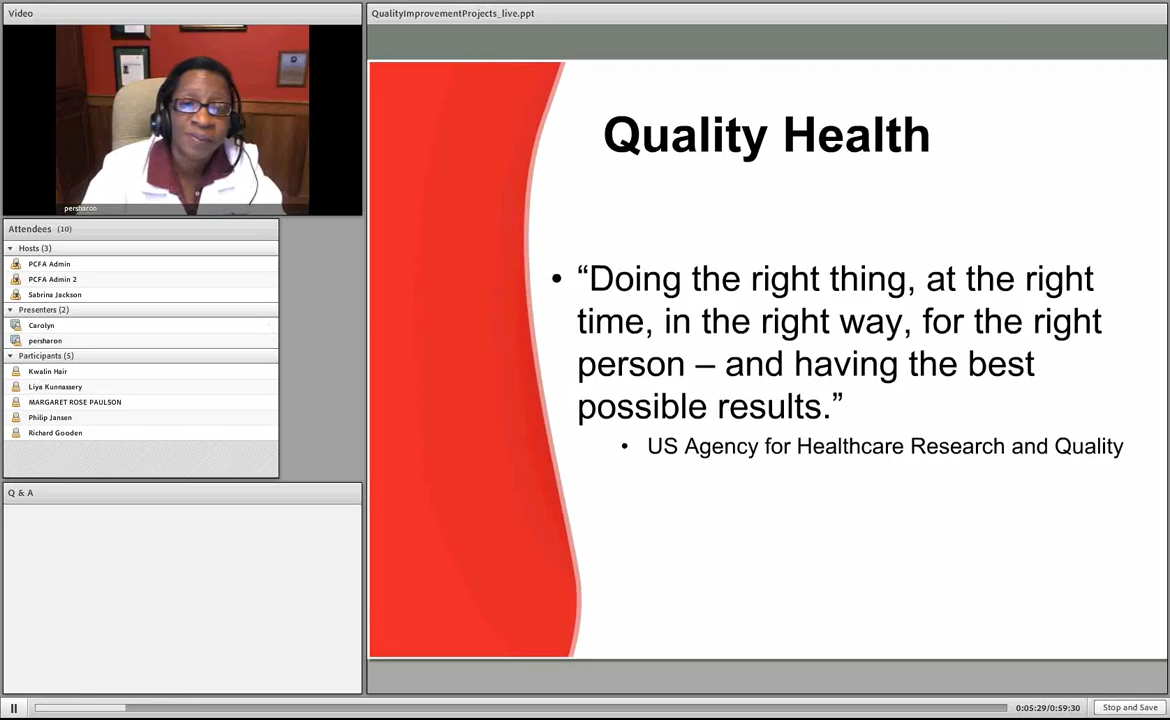 Video
persharon
Attendees (10)
Hosts (3)
PCFA Admin
PCFA Admin 2
Sabrina Jackson
Presenters (2)
Carolyn
persharon
Participants (5)
Kwalin Hair
Liya Kunnassery
MARGARET ROSE PAULSON
Philip Jansen
Richard Gooden
Q & A
QualityImprovementProjects_live.ppt
Quality Health
• “Doing the right thing, at the right
time, in the right way, for the right
person – and having the best
possible results.”
• US Agency for Healthcare Research and Quality
0:05:29/0:59:30
Stop and Save